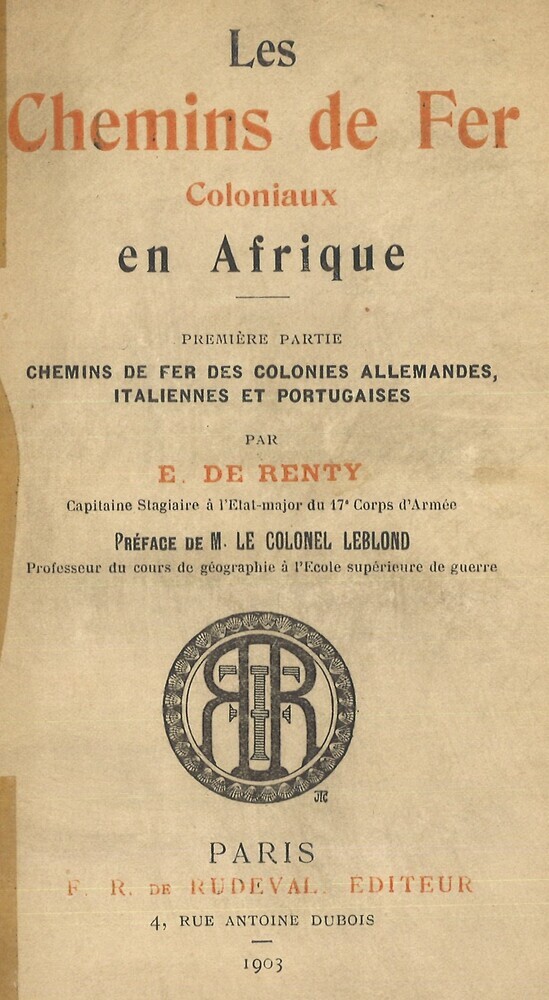 Les
Chemins de Fer
Coloniaux
en Afrique
PREMIÈRE PARTIE
CHEMINS DE FER DES COLONIES ALLEMANDES,
ITALIENNES ET PORTUGAISES
PAR
E. DE RENTY
Capitaine Stagiaire à l'Etat-major du 17e Corps d'Armée
PRÉFACE DE M. LE COLONEL LEBLOND
Professeur du cours de géographie à l'Ecole supérieure de guerre
PARIS
F. R. DE RUDEVAL. EDITEUR
4, RUE ANTOINE DUBOIS
1903